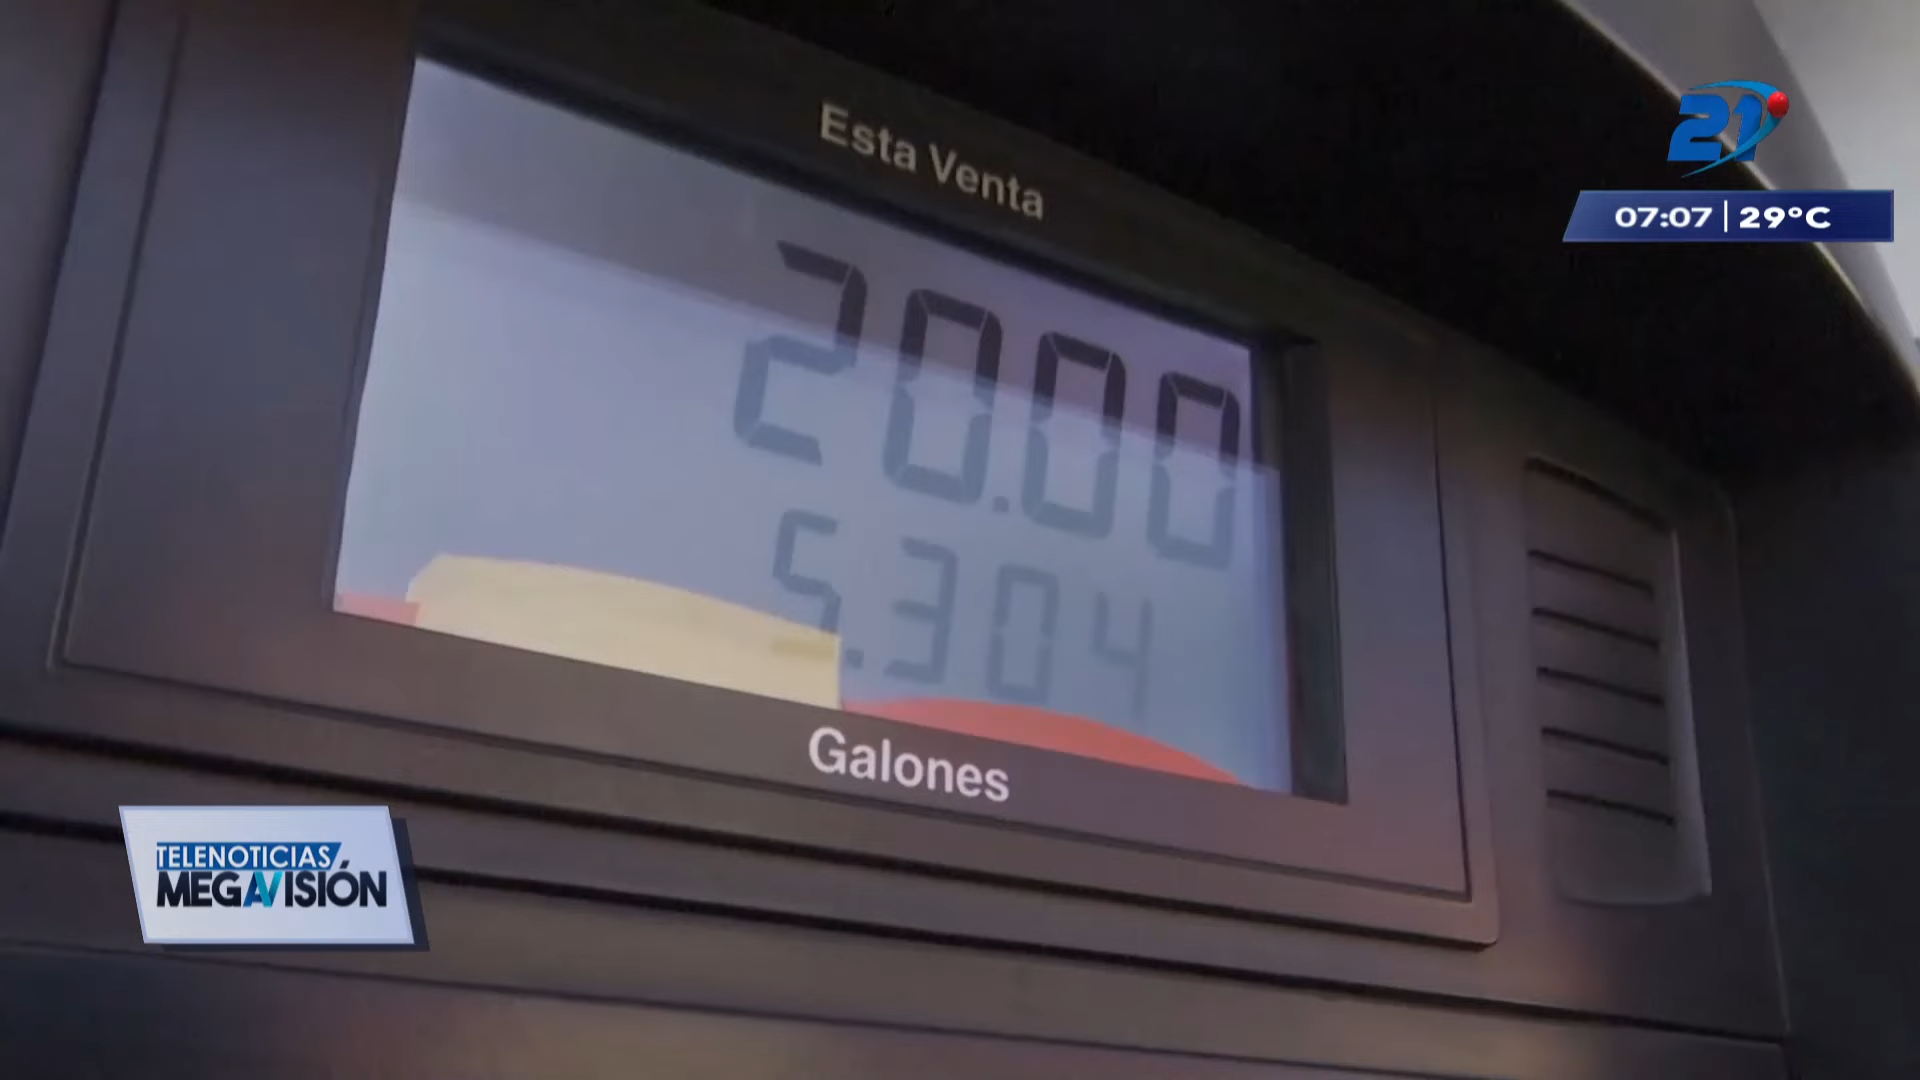 Esta Venta
20.00
5.304
Galones
21
07:07 | 29°C
TELENOTICIAS
MEGAVISIÓN